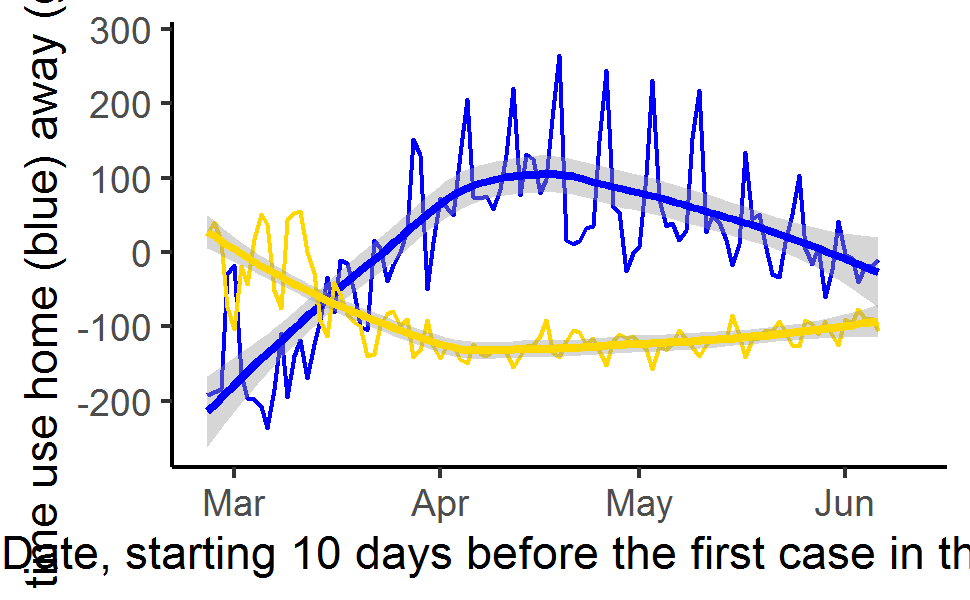 time use home (blue) away (
300
200
100
0
-100
-200
Mar Apr May Jun
Date, starting 10 days before the first case in th